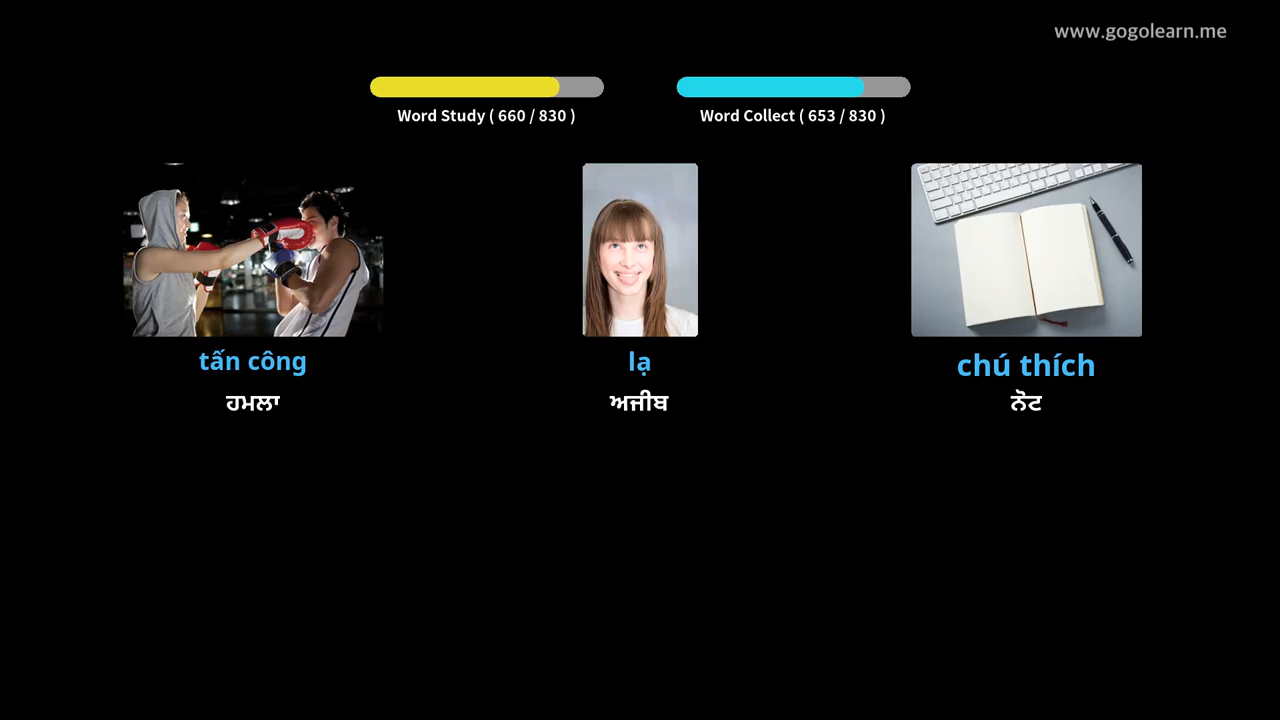 www.gogolearn.me
Word Study ( 660 / 830 )
Word Collect ( 653 / 830 )
tấn công
lạ
chú thích
ਹਮਲਾ
ਅਜੀਬ
ਨੋਟ